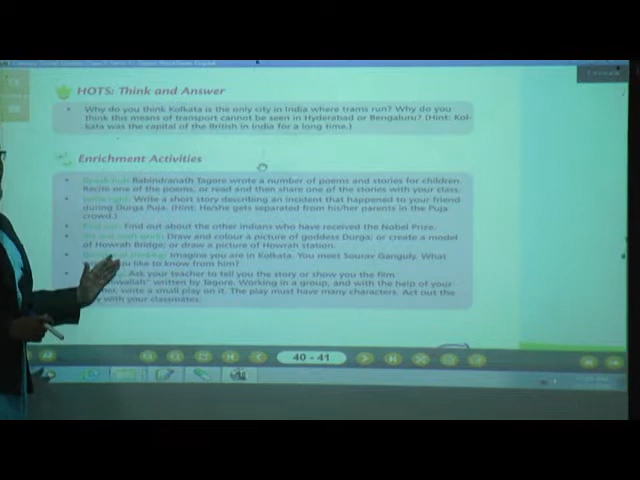 HOTS: Think and Answer
• Why do you think Kolkata is the only city in India where trams run? Why do you
think this means of transport cannot be seen in Hyderabad or Bengaluru? (Hint: Kol-
kata was the capital of the British in India for a long time.)
Enrichment Activities
• Rabindranath Tagore wrote a number of poems and stories for children.
Recite one of the poems, or read and then share one of the stories with your class.
• Write a short story describing an incident that happened to your friend
during Durga Puja. (Hint: He/she gets separated from his/her parents in the Puja
crowd.)
• Find out: Find out about the other Indians who have received the Nobel Prize.
• Draw and colour a picture of goddess Durga; or create a model
of Howrah Bridge; or draw a picture of Howrah station.
Imagine you are in Kolkata. You meet Sourav Ganguly. What
you like to know from him?
Ask your teacher to tell you the story or show you the film
written by Tagore. Working in a group, and with the help of your
write a small play on it. The play must have many characters. Act out the
with your classmates.
40 - 41